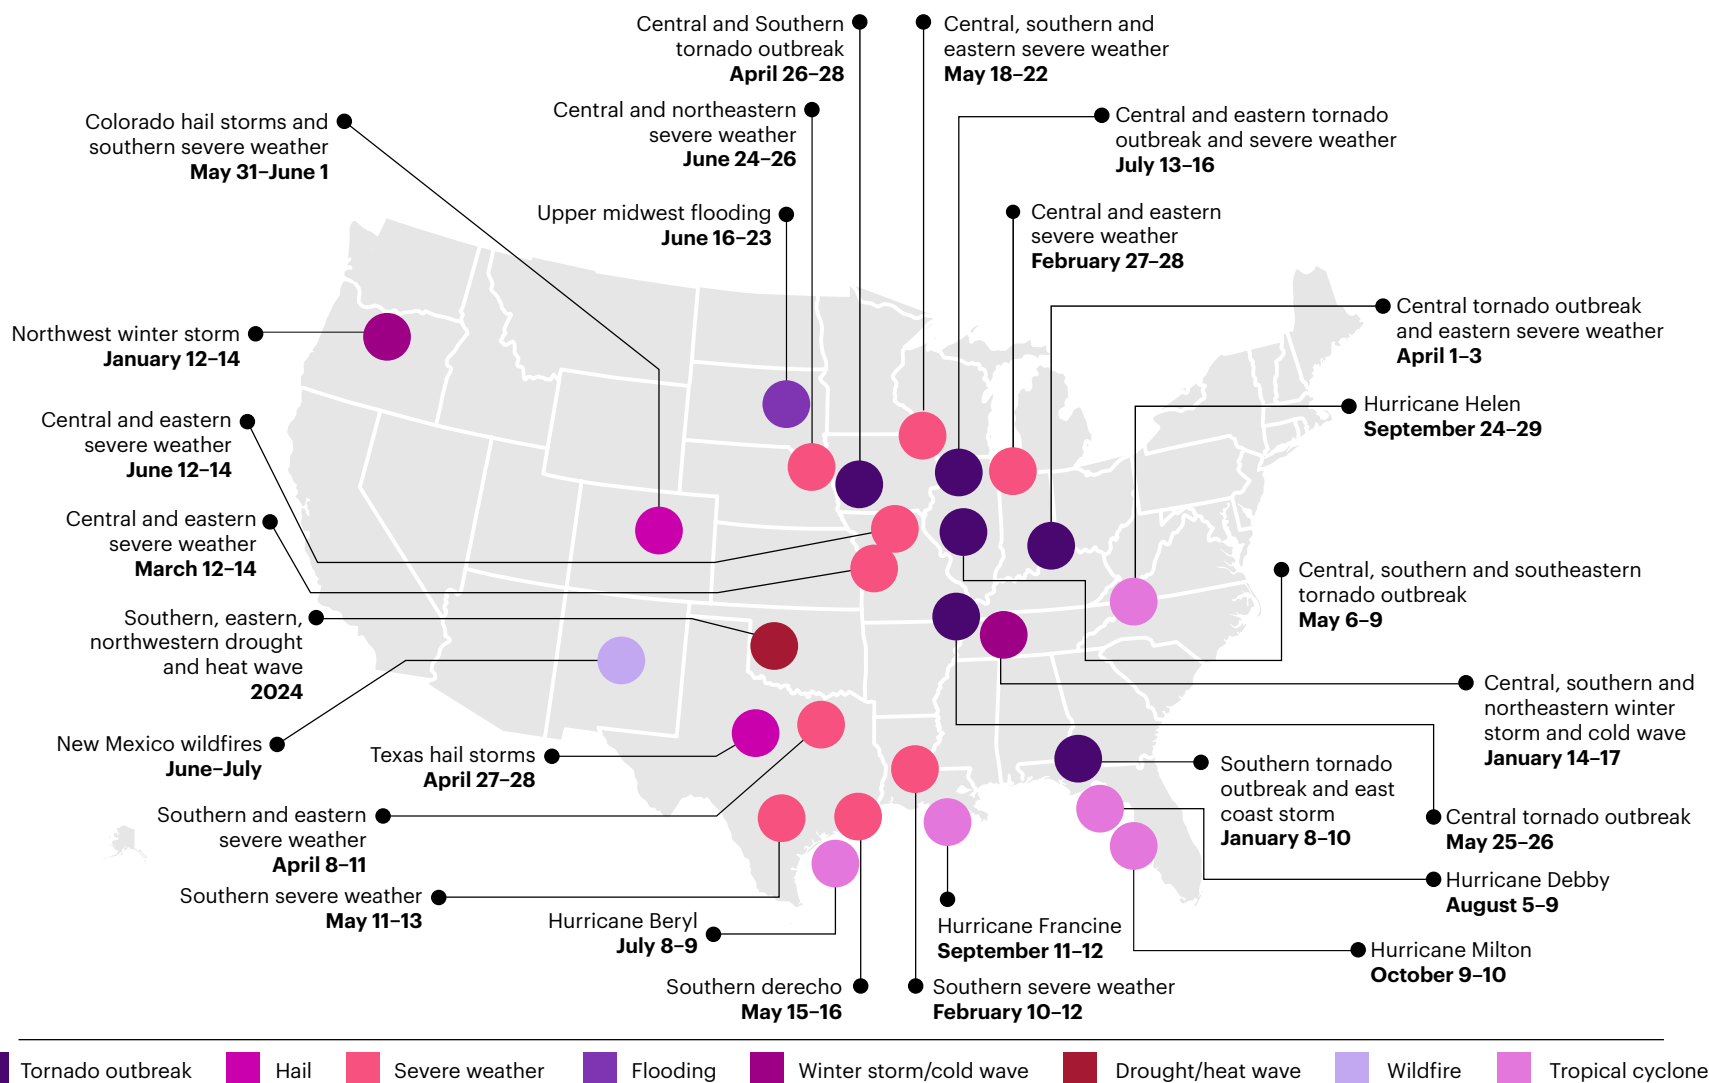 Central and Southern
tornado outbreak
April 26–28
Central, southern and
eastern severe weather
May 18–22
Colorado hail storms and
southern severe weather
May 31–June 1
Central and northeastern
severe weather
June 24–26
Central and eastern tornado
outbreak and severe weather
July 13–16
Upper midwest flooding
June 16–23
Central and eastern
severe weather
February 27–28
Northwest winter storm
January 12–14
Central tornado outbreak
and eastern severe weather
April 1–3
Central and eastern
severe weather
June 12–14
Hurricane Helen
September 24–29
Central and eastern
severe weather
March 12–14
Central, southern and southeastern
tornado outbreak
May 6–9
Southern, eastern,
northwestern drought
and heat wave
2024
Central, southern and
northeastern winter
storm and cold wave
January 14–17
New Mexico wildfires
June–July
Texas hail storms
April 27–28
Southern tornado
outbreak and east
coast storm
January 8–10
Southern and eastern
severe weather
April 8–11
Central tornado outbreak
May 25–26
Southern severe weather
May 11–13
Hurricane Debby
August 5–9
Hurricane Beryl
July 8–9
Hurricane Francine
September 11–12
Hurricane Milton
October 9–10
Southern derecho
May 15–16
Southern severe weather
February 10–12
Tornado outbreak
Hail
Severe weather
Flooding
Winter storm/cold wave
Drought/heat wave
Wildfire
Tropical cyclone